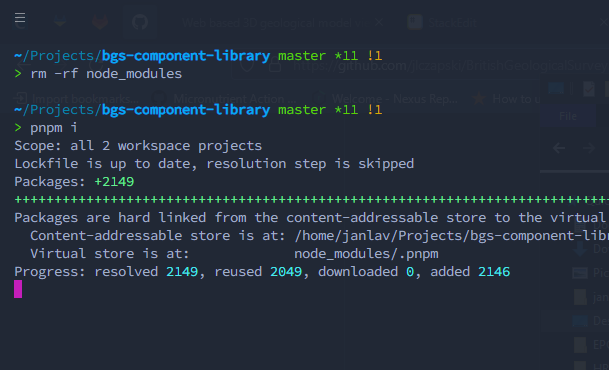 ~/Projects/bgs-component-library master *11 !1
> rm -rf node_modules
~/Projects/bgs-component-library master *11 !1
> pnpm i
Scope: all 2 workspace projects
Lockfile is up to date, resolution step is skipped
Packages: +2149
++++++++++++++++++++++++++++++++++++++++++++++++++++++++++++++++++++++++++++++++++
Packages are hard linked from the content-addressable store to the virtual
Content-addressable store is at: /home/janlav/Projects/bgs-component-libr
Virtual store is at: node_modules/.pnpm
Progress: resolved 2149, reused 2049, downloaded 0, added 2146
File